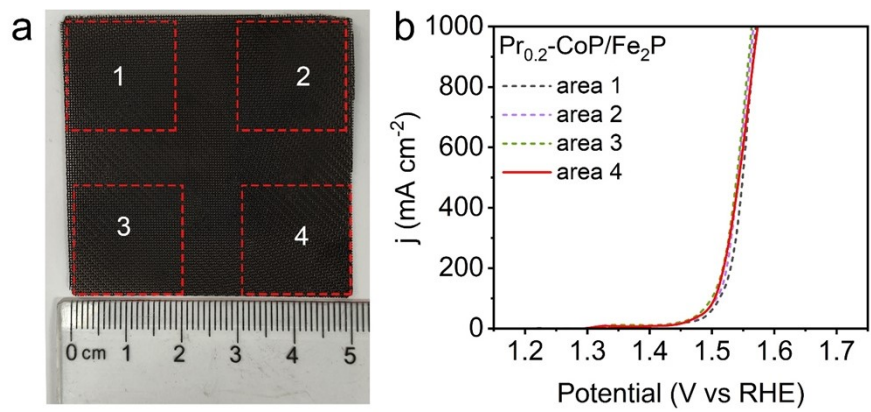 a
1
2
3
4
0 cm 1 2 3 4 5
b
1000
800
600
400
200
0
j (mA cm⁻²)
Pr₀.₂-CoP/Fe₂P
area 1
area 2
area 3
area 4
1.2 1.3 1.4 1.5 1.6 1.7
Potential (V vs RHE)